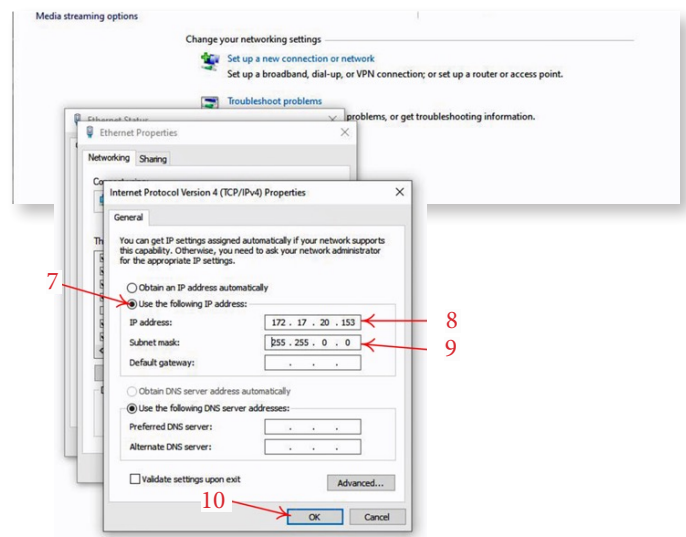 Media streaming options
Change your networking settings
Set up a new connection or network
Set up a broadband, dial-up, or VPN connection; or set up a router or access point.
Troubleshoot problems
problems, or get troubleshooting information.
Ethernet Status
Ethernet Properties
Networking Sharing
Internet Protocol Version 4 (TCP/IPv4) Properties
General
You can get IP settings assigned automatically if your network supports
this capability. Otherwise, you need to ask your network administrator
for the appropriate IP settings.
Obtain an IP address automatically
7
Use the following IP address:
IP address: 172 . 17 . 20 . 153
8
Subnet mask: 255 . 255 . 0 . 0
9
Default gateway: . . .
Obtain DNS server address automatically
Use the following DNS server addresses:
Preferred DNS server: . . .
Alternate DNS server: . . .
Validate settings upon exit
Advanced...
10
OK Cancel